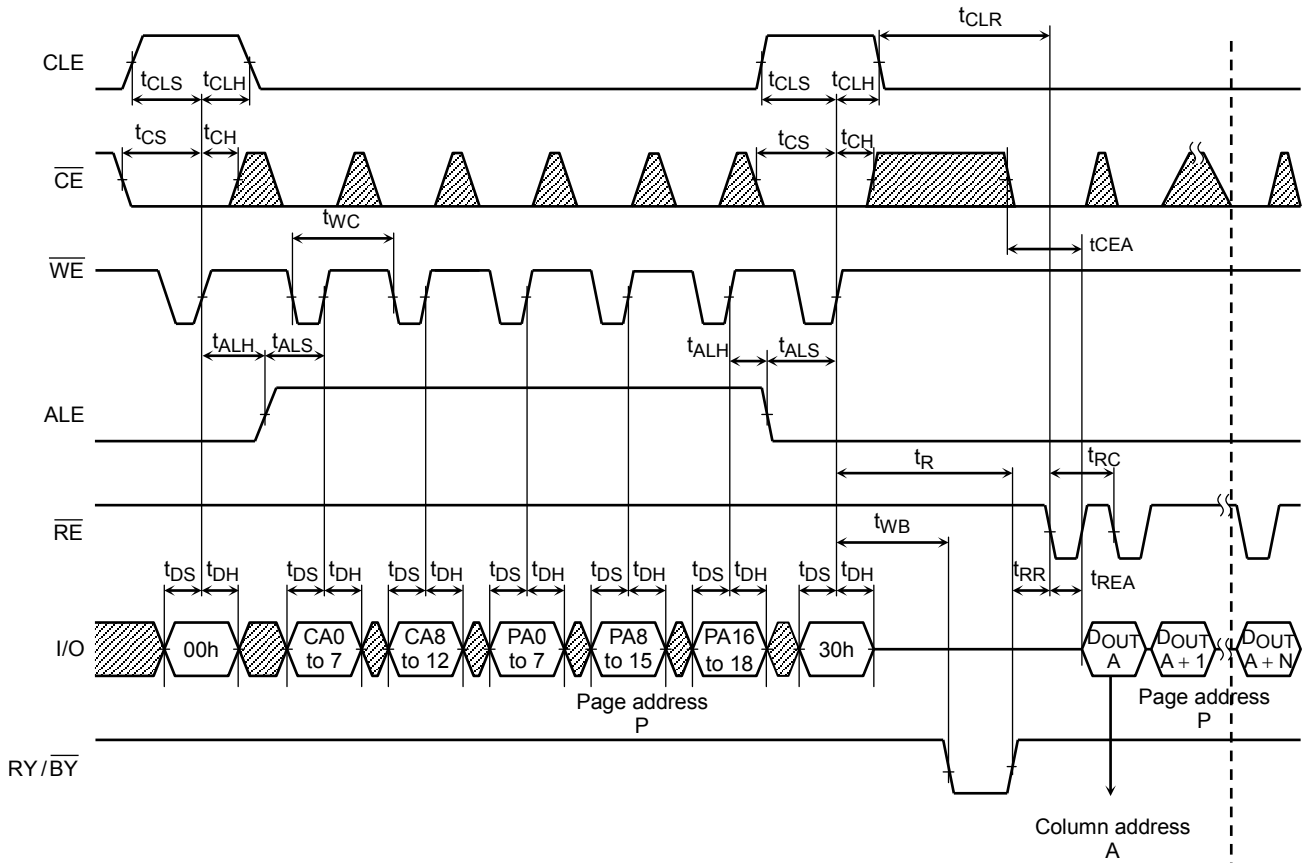 tCLR
CLE
tCLS tCLH tCLS tCLH
tCS tCH tCS tCH
CE
tWC
tCEA
WE
tALH tALS tALH tALS
ALE
tR tRC
RE
tWB
tDS tDH tDS tDH tDS tDH tDS tDH tDS tDH tDS tDH tDS tDH tRR tREA
I/O
00h
CA0
to 7
CA8
to 12
PA0
to 7
PA8
to 15
PA16
to 18
30h
DOUT
A
DOUT
A + 1
DOUT
A + N
Page address
P
Page address
P
RY/BY
Column address
A